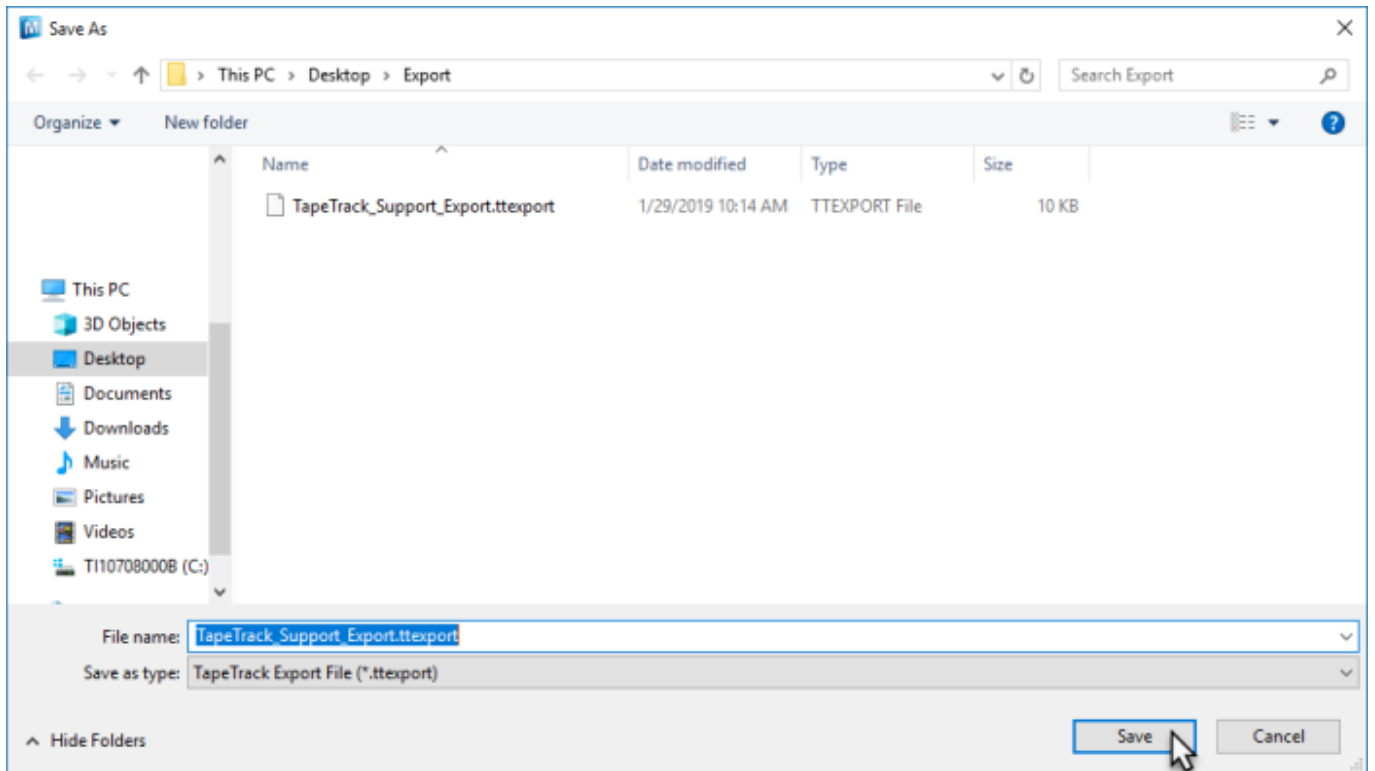 Save As
This PC > Desktop > Export
Search Export
Organize
New folder
Name Date modified Type Size
TapeTrack_Support_Export.ttexport 1/29/2019 10:14 AM TTEXPORT File 10 KB
This PC
3D Objects
Desktop
Documents
Downloads
Music
Pictures
Videos
TI10708000B (C:)
File name: TapeTrack_Support_Export.ttexport
Save as type: TapeTrack Export File (*.ttexport)
Hide Folders
Save Cancel